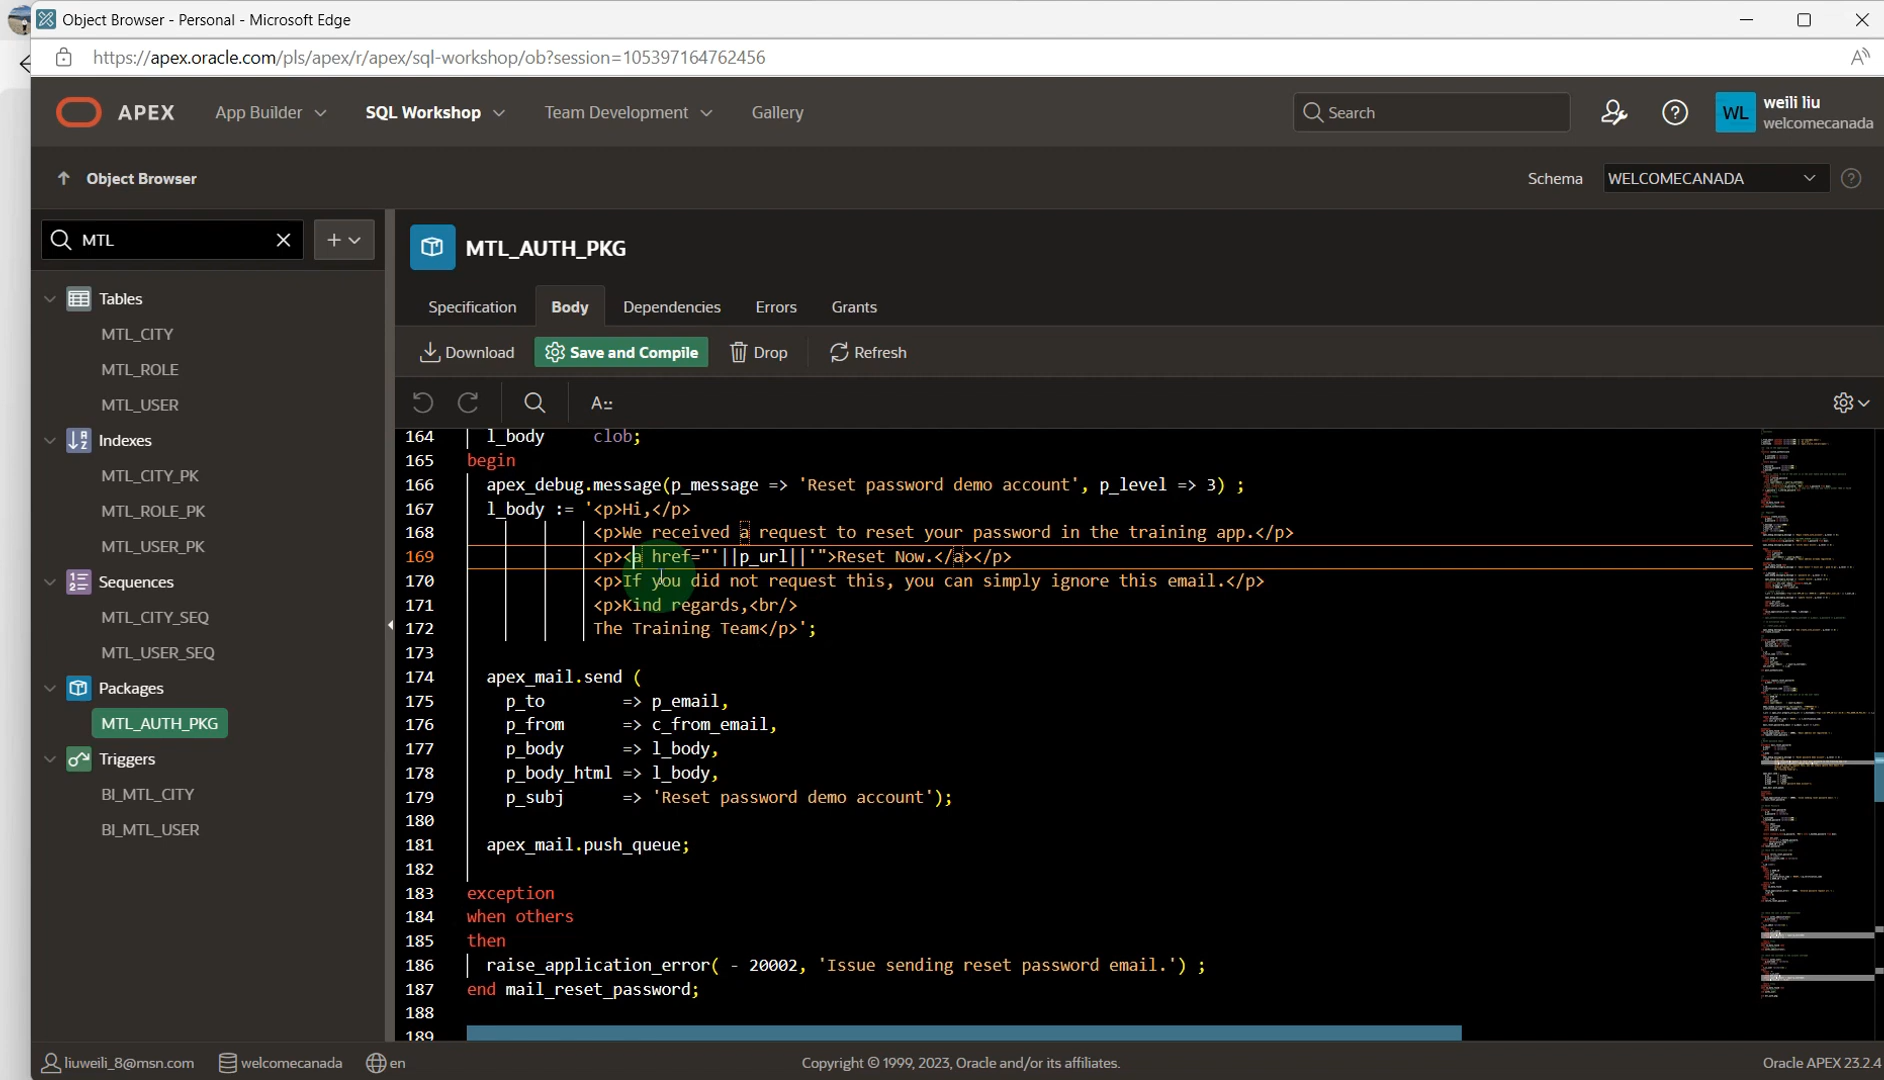 Object Browser - Personal - Microsoft Edge
https://apex.oracle.com/pls/apex/r/apex/sql-workshop/ob?session=105397164762456
APEX
App Builder
SQL Workshop
Team Development
Gallery
Search
WL
weili liu
welcomecanada
Object Browser
Schema
WELCOMECANADA
MTL
Tables
MTL_CITY
MTL_ROLE
MTL_USER
Indexes
MTL_CITY_PK
MTL_ROLE_PK
MTL_USER_PK
Sequences
MTL_CITY_SEQ
MTL_USER_SEQ
Packages
MTL_AUTH_PKG
Triggers
BI_MTL_CITY
BI_MTL_USER
MTL_AUTH_PKG
Specification
Body
Dependencies
Errors
Grants
Download
Save and Compile
Drop
Refresh
164 l_body clob;
165 begin
166 apex_debug.message(p_message => 'Reset password demo account', p_level => 3) ;
167 l_body := '<p>Hi,</p>
168 <p>We received a request to reset your password in the training app.</p>
169 <p><a href="'||p_url||'">Reset Now.</a></p>
170 <p>If you did not request this, you can simply ignore this email.</p>
171 <p>Kind regards,<br/>
172 The Training Team</p>';
173
174 apex_mail.send (
175 p_to => p_email,
176 p_from => c_from_email,
177 p_body => l_body,
178 p_body_html => l_body,
179 p_subj => 'Reset password demo account');
180
181 apex_mail.push_queue;
182
183 exception
184 when others
185 then
186 raise_application_error( - 20002, 'Issue sending reset password email.') ;
187 end mail_reset_password;
188
189
liuweili_8@msn.com
welcomecanada
en
Copyright © 1999, 2023, Oracle and/or its affiliates.
Oracle APEX 23.2.4